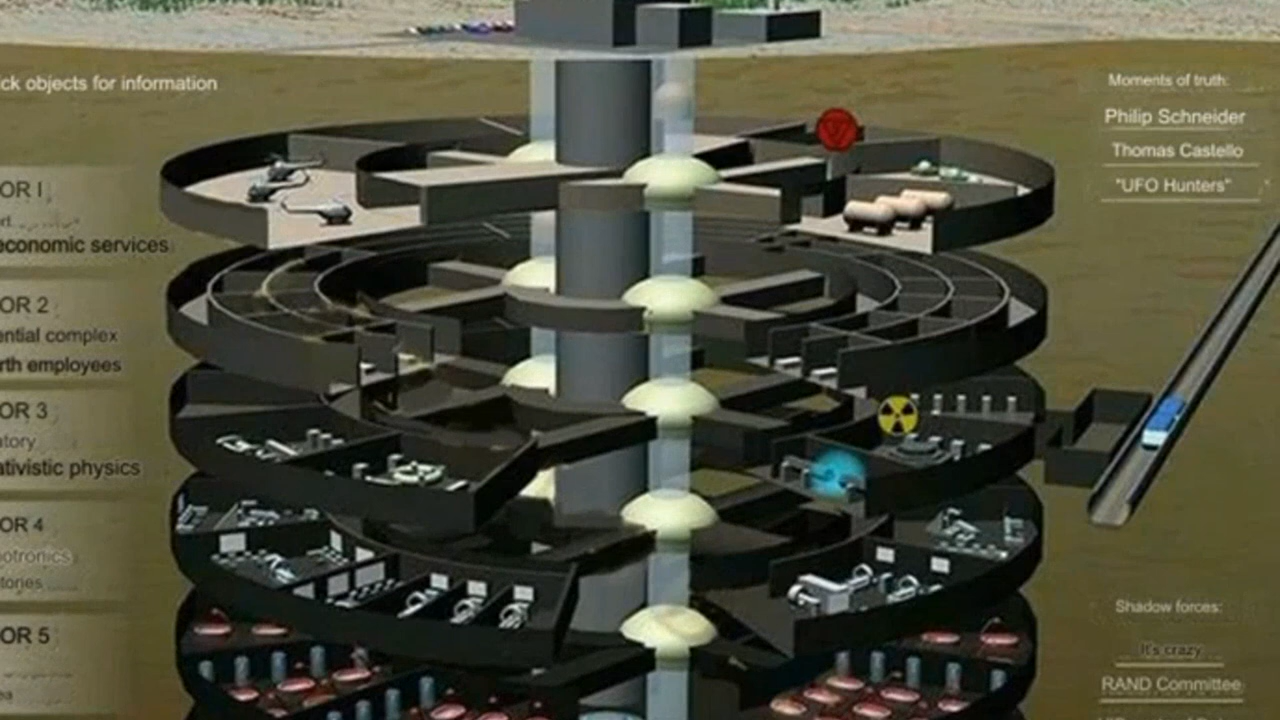 ck objects for information
OR I
economic services
OR 2
ential complex
rth employees
OR 3
atory
ativistic physics
OR 4
otronics
tories
OR 5
Moments of truth:
Philip Schneider
Thomas Castello
"UFO Hunters"
Shadow forces:
It's crazy
RAND Committee